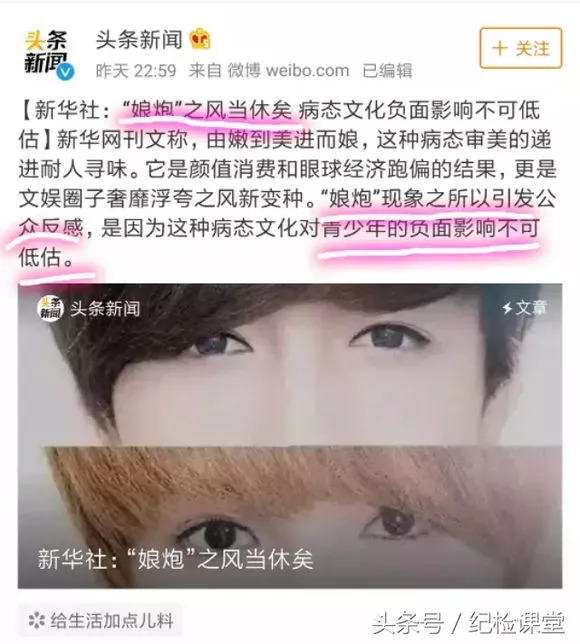 头条
新闻
头条新闻
昨天 22:59 来自 微博 weibo.com 已编辑
+ 关注
【新华社：“娘炮”之风当休矣 病态文化负面影响不可低
估】新华网刊文称，由嫩到美进而娘，这种病态审美的递
进耐人寻味。它是颜值消费和眼球经济跑偏的结果，更是
文娱圈子奢靡浮夸之风新变种。“娘炮”现象之所以引发公
众反感，是因为这种病态文化对青少年的负面影响不可
低估。
头条
新闻
头条新闻
文章
新华社：“娘炮”之风当休矣
给生活加点儿料
头条号 / 纪检课堂